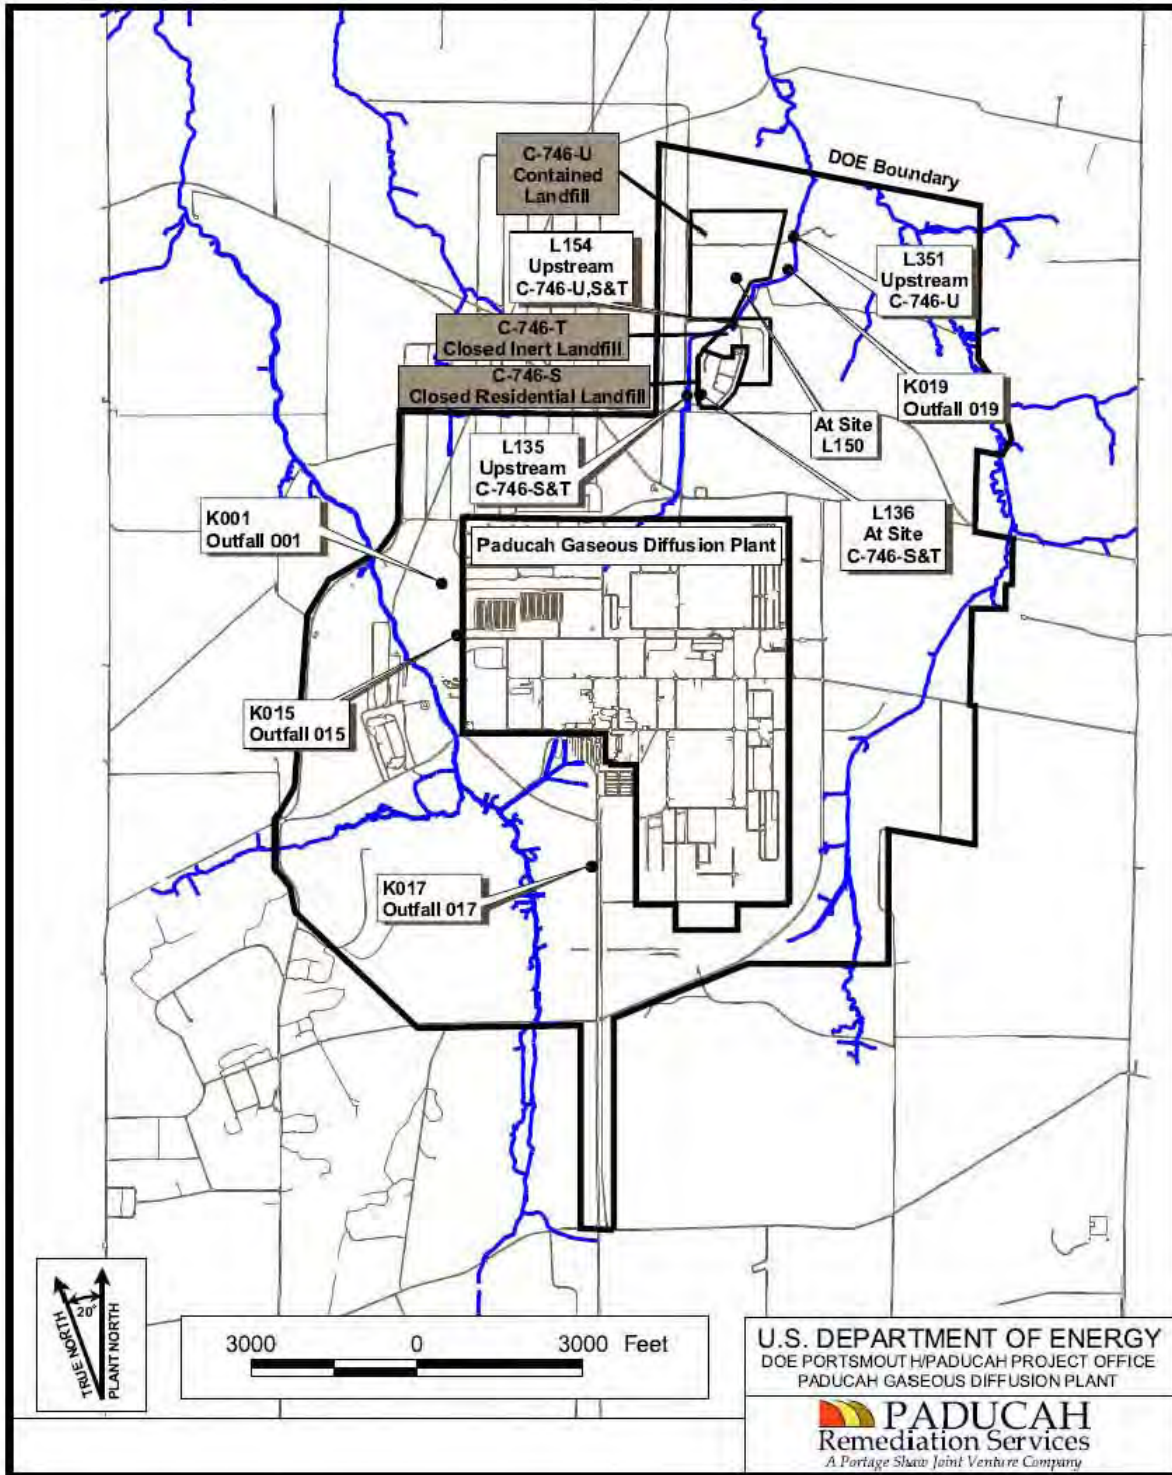 C-746-U
Contained
Landfill
DOE Boundary
L154
Upstream
C-746-U,S&T
L351
Upstream
C-746-U
C-746-T
Closed Inert Landfill
C-746-S
Closed Residential Landfill
K019
Outfall 019
At Site
L150
L135
Upstream
C-746-S&T
L136
At Site
C-746-S&T
K001
Outfall 001
Paducah Gaseous Diffusion Plant
K015
Outfall 015
K017
Outfall 017
TRUE NORTH
20°
PLANT NORTH
3000 0 3000 Feet
U.S. DEPARTMENT OF ENERGY
DOE PORTSMOUTH/PADUCAH PROJECT OFFICE
PADUCAH GASEOUS DIFFUSION PLANT
PADUCAH
Remediation Services
A Portage Shaw Joint Venture Company